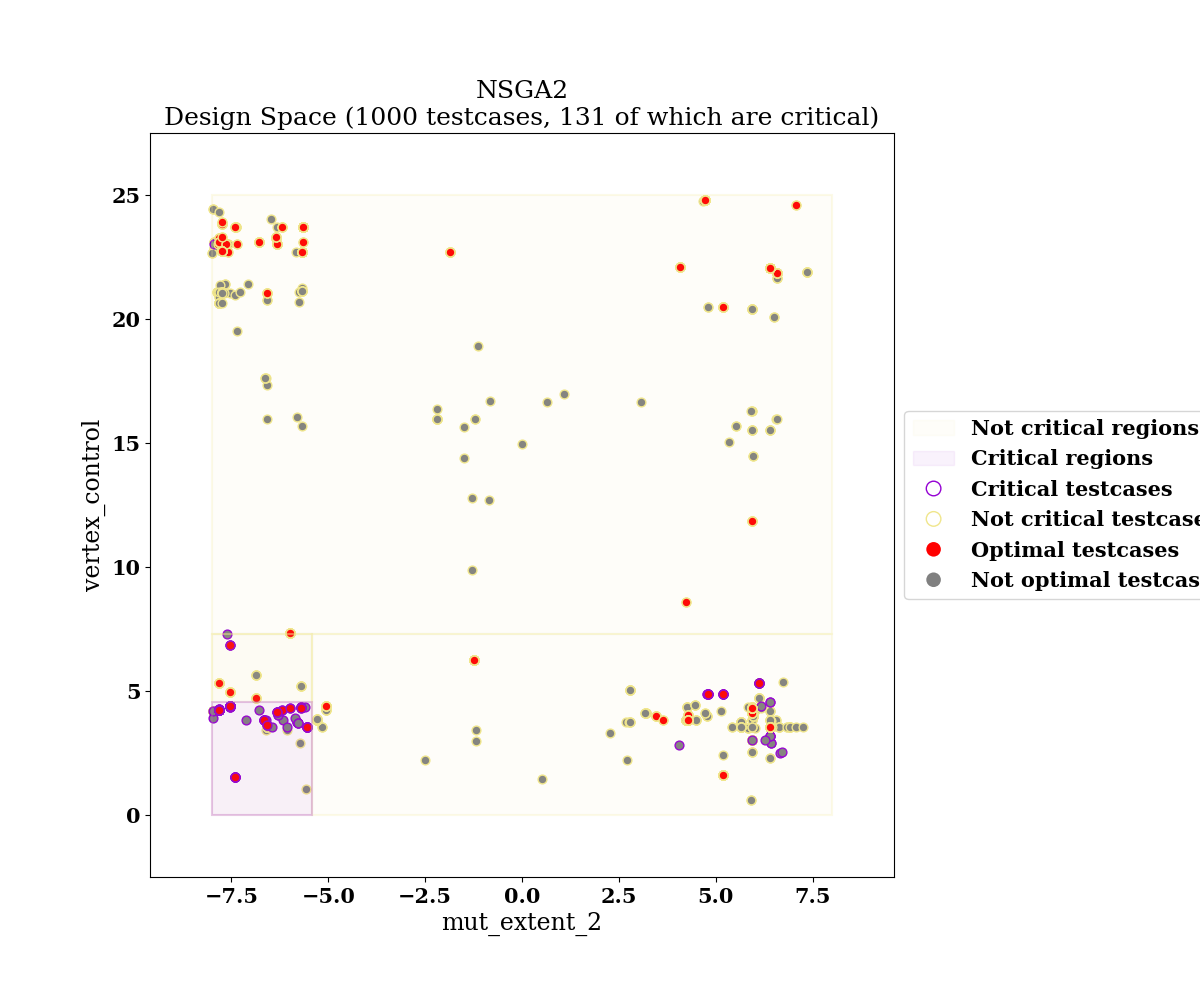 NSGA2
Design Space (1000 testcases, 131 of which are critical)
25
20
15
10
5
0
vertex_control
−7.5
−5.0
−2.5
0.0
2.5
5.0
7.5
mut_extent_2
Not critical regions
Critical regions
Critical testcases
Not critical testcase
Optimal testcases
Not optimal testcas